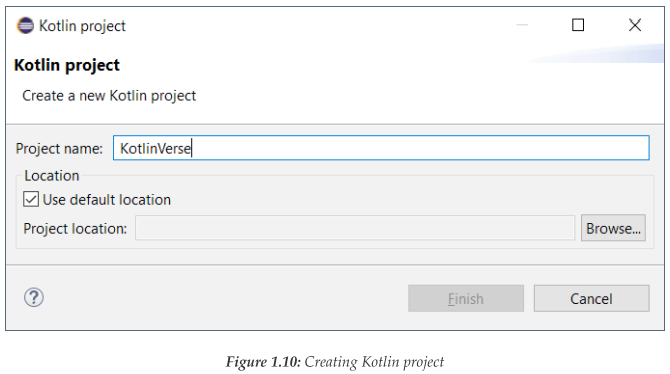 Kotlin project
Kotlin project
Create a new Kotlin project
Project name: KotlinVerse
Location
Use default location
Project location: Browse...
? Finish Cancel
Figure 1.10: Creating Kotlin project